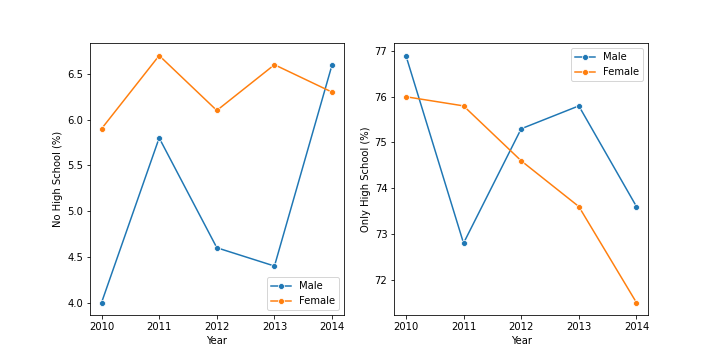 No High School (%)
6.5
6.0
5.5
5.0
4.5
4.0
2010 2011 2012 2013 2014
Year
Male
Female
Only High School (%)
77
76
75
74
73
72
2010 2011 2012 2013 2014
Year
Male
Female